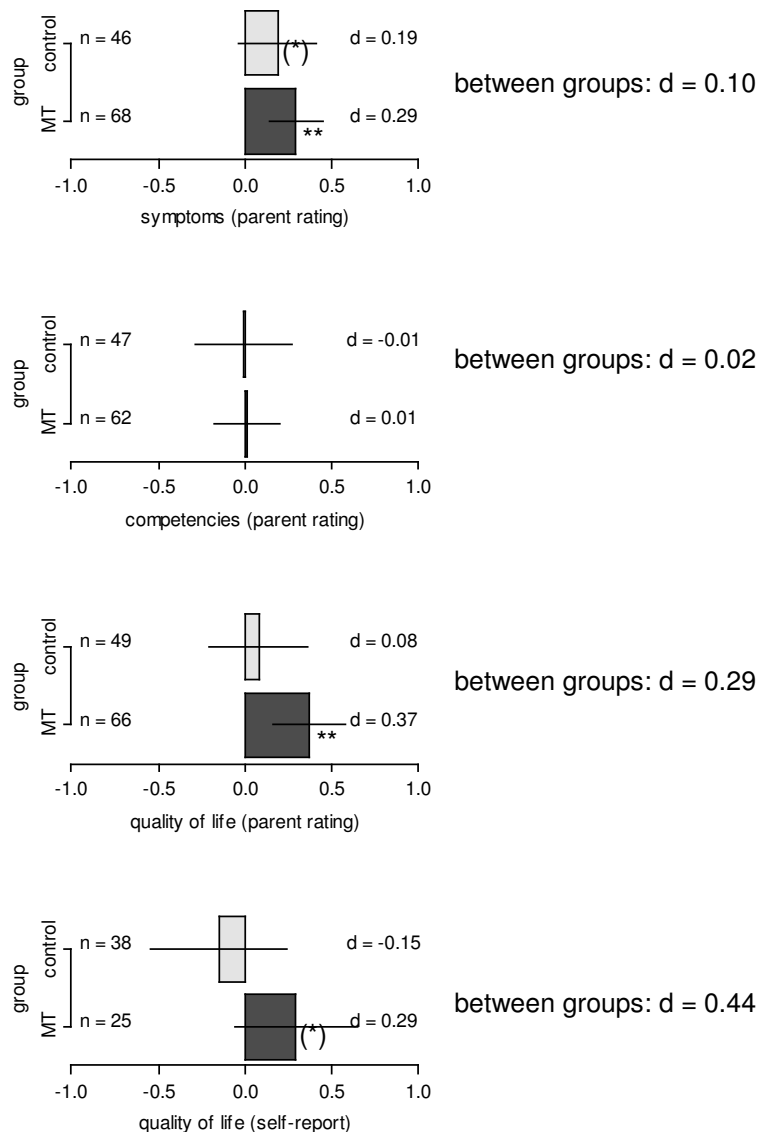 group
control
n = 46
(*)
d = 0.19
MT
n = 68
**
d = 0.29
between groups: d = 0.10
-1.0 -0.5 0.0 0.5 1.0
symptoms (parent rating)
group
control
n = 47
d = -0.01
MT
n = 62
d = 0.01
between groups: d = 0.02
-1.0 -0.5 0.0 0.5 1.0
competencies (parent rating)
group
control
n = 49
d = 0.08
MT
n = 66
**
d = 0.37
between groups: d = 0.29
-1.0 -0.5 0.0 0.5 1.0
quality of life (parent rating)
group
control
n = 38
d = -0.15
MT
n = 25
(*)
d = 0.29
between groups: d = 0.44
-1.0 -0.5 0.0 0.5 1.0
quality of life (self-report)